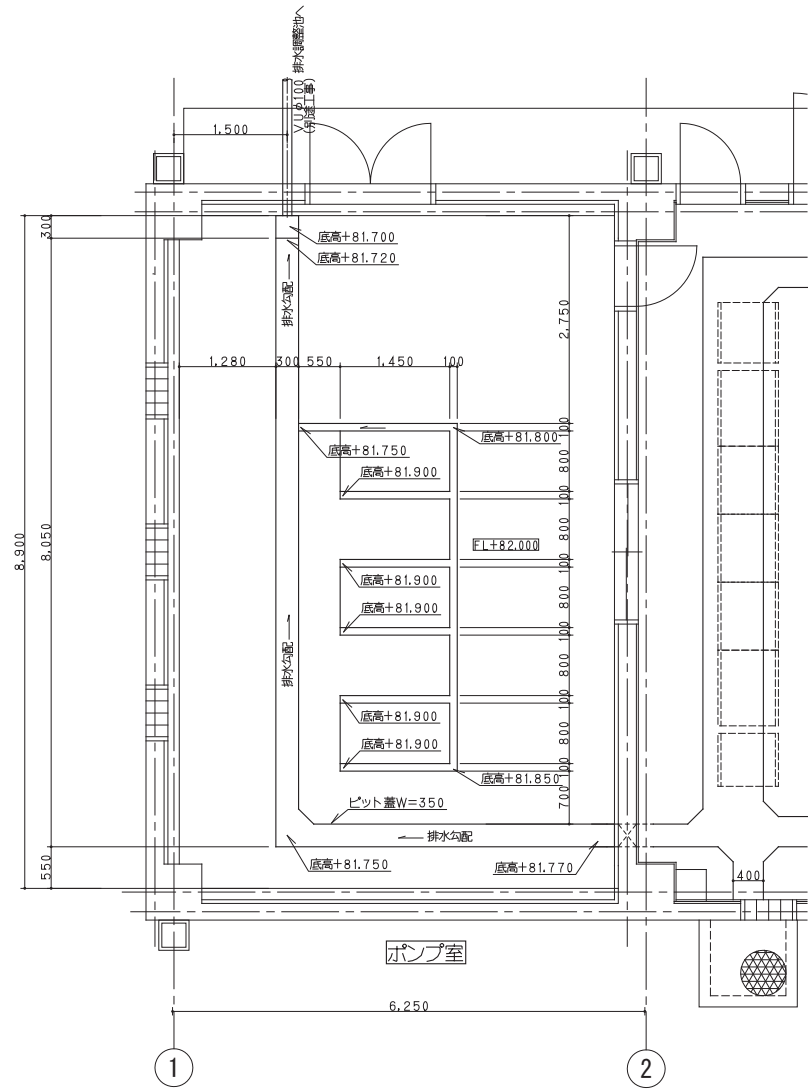 VUφ100 排水調整池へ
(別途工事)
1,500
300
底高+81.700
底高+81.720
排水勾配
2,750
1,280
300
550
1,450
100
底高+81.800
100
底高+81.750
800
底高+81.900
100
800
FL+82.000
8,900
8,050
100
底高+81.900
800
底高+81.900
100
排水勾配
800
100
底高+81.900
800
底高+81.900
100
底高+81.850
700
ピット蓋W=350
排水勾配
550
底高+81.750
底高+81.770
400
ポンプ室
6,250
1
2